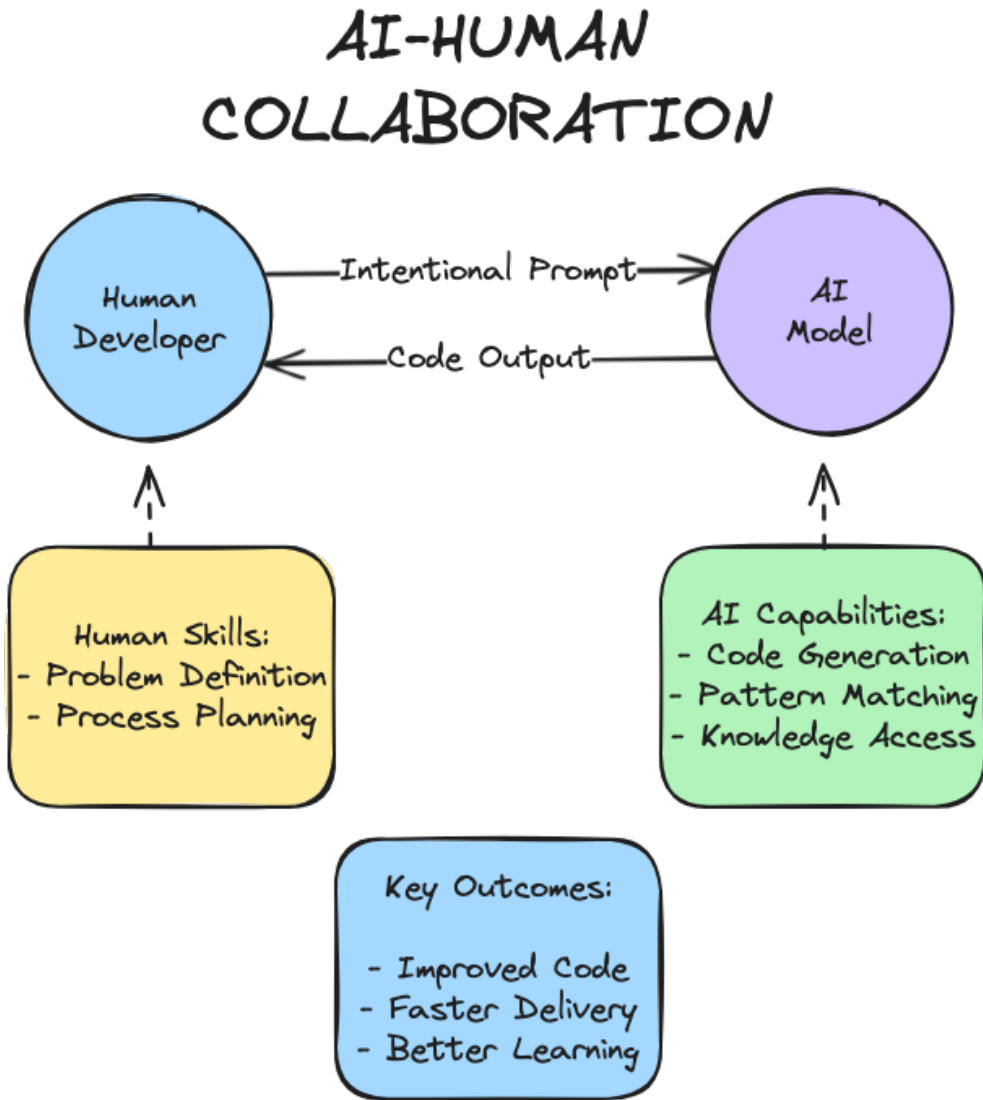 AI-HUMAN
COLLABORATION
Human
Developer
Intentional Prompt
AI
Model
Code Output
Human Skills:
- Problem Definition
- Process Planning
AI Capabilities:
- Code Generation
- Pattern Matching
- Knowledge Access
Key Outcomes:
- Improved Code
- Faster Delivery
- Better Learning